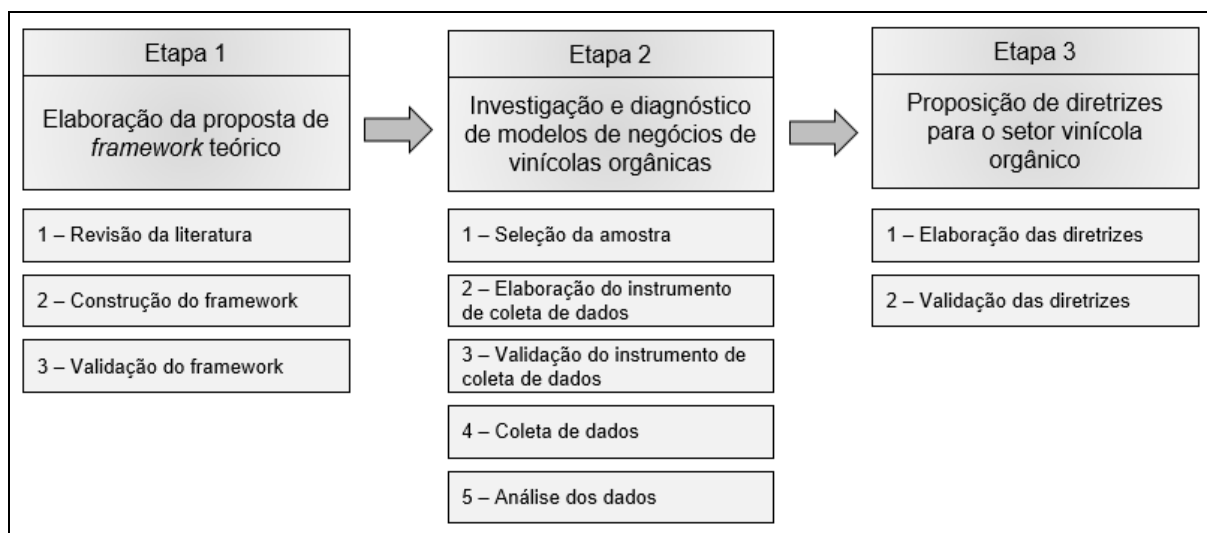 Etapa 1
Elaboração da proposta de
framework teórico
1 – Revisão da literatura
2 – Construção do framework
3 – Validação do framework
Etapa 2
Investigação e diagnóstico
de modelos de negócios de
vinícolas orgânicas
1 – Seleção da amostra
2 – Elaboração do instrumento
de coleta de dados
3 – Validação do instrumento de
coleta de dados
4 – Coleta de dados
5 – Análise dos dados
Etapa 3
Proposição de diretrizes
para o setor vinícola
orgânico
1 – Elaboração das diretrizes
2 – Validação das diretrizes